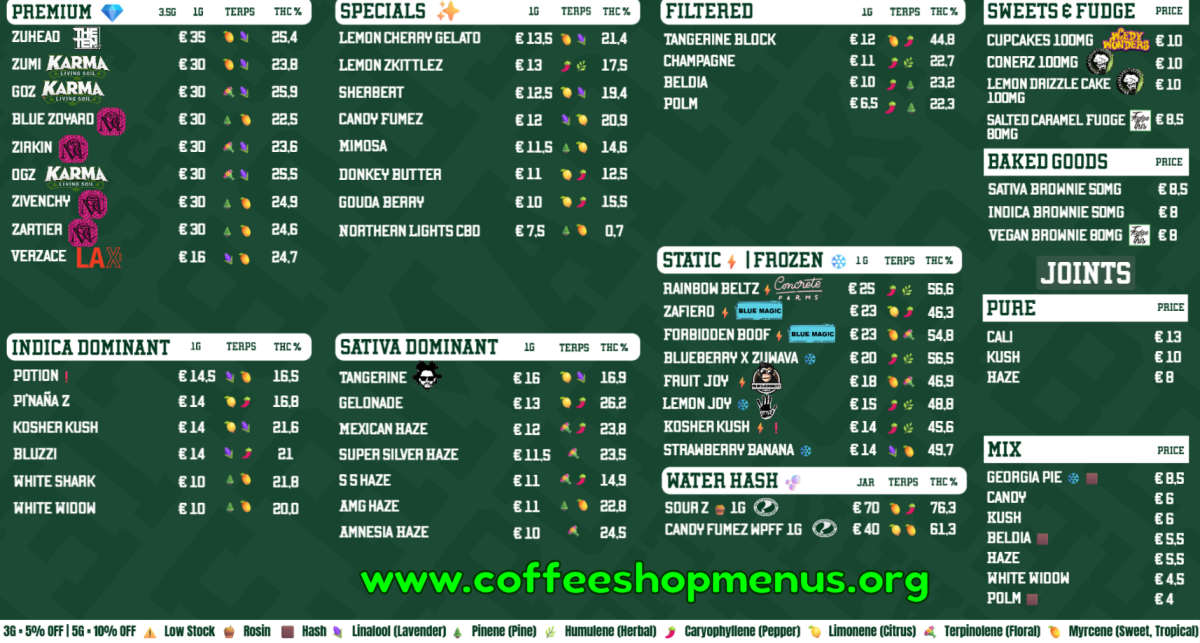 PREMIUM 💎 3.5G 1G TERPS THC %
ZUHEAD THE TEN € 35 25,4
ZUMI KARMA LIVING SOIL € 30 23,8
GOZ KARMA LIVING SOIL € 30 25,9
BLUE ZOYARD € 30 22,5
ZIRKIN € 30 23,6
OGZ KARMA LIVING SOIL € 30 25,5
ZIVENCHY € 30 24,9
ZARTIER € 30 24,6
VERZACE LAX € 16 24,7
INDICA DOMINANT 1G TERPS THC %
POTION ❗ € 14,5 16,5
PI'NAÑA Z € 14 16,8
KOSHER KUSH € 14 21,6
BLUZZI € 14 21
WHITE SHARK € 10 21,8
WHITE WIDOW € 10 20,0
SPECIALS ✨ 1G TERPS THC %
LEMON CHERRY GELATO € 13,5 21,4
LEMON ZKITTLEZ € 13 17,5
SHERBERT € 12,5 19,4
CANDY FUMEZ € 12 20,9
MIMOSA € 11,5 14,6
DONKEY BUTTER € 11 12,5
GOUDA BERRY € 10 15,5
NORTHERN LIGHTS CBD € 7,5 0,7
SATIVA DOMINANT 1G TERPS THC %
TANGERINE € 16 16,9
GELONADE € 13 26,2
MEXICAN HAZE € 12 23,8
SUPER SILVER HAZE € 11,5 23,5
S S HAZE € 11 14,9
AMG HAZE € 11 22,8
AMNESIA HAZE € 10 24,5
FILTERED 1G TERPS THC %
TANGERINE BLOCK € 12 44,8
CHAMPAGNE € 11 22,7
BELDIA € 10 23,2
POLM € 6,5 22,3
STATIC ⚡ | FROZEN ❄️ 1 G TERPS THC %
RAINBOW BELTZ ⚡ Concrete FARMS € 25 56,6
ZAFIERO ⚡ BLUE MAGIC € 23 46,3
FORBIDDEN BOOF ⚡ BLUE MAGIC € 23 54,8
BLUEBERRY X ZUWAVA ❄️ € 20 56,5
FRUIT JOY ⚡ € 18 46,9
LEMON JOY ❄️ € 15 48,8
KOSHER KUSH ⚡ ❗ € 14 45,6
STRAWBERRY BANANA ❄️ € 14 49,7
WATER HASH JAR TERPS THC %
SOUR Z 1G € 70 76,3
CANDY FUMEZ WPFF 1G € 40 61,3
SWEETS & FUDGE PRICE
CUPCAKES 100MG WEEDY WONDERS € 10
CONERZ 100MG € 10
LEMON DRIZZLE CAKE € 10
100MG
SALTED CARAMEL FUDGE Fudge this € 8,5
80MG
BAKED GOODS PRICE
SATIVA BROWNIE 50MG € 8,5
INDICA BROWNIE 50MG € 8
VEGAN BROWNIE 80MG Fudge this € 8
JOINTS
PURE PRICE
CALI € 13
KUSH € 10
HAZE € 8
MIX PRICE
GEORGIA PIE ❄️ € 8,5
CANDY € 6
KUSH € 6
BELDIA € 5,5
HAZE € 5,5
WHITE WIDOW € 4,5
POLM € 4
www.coffeeshopmenus.org
3G = 5% OFF | 5G = 10% OFF ⚠️ Low Stock Rosin Hash Linalool (Lavender) Pinene (Pine) Humulene (Herbal) Caryophyllene (Pepper) Limonene (Citrus) Terpinolene (Floral) Myrcene (Sweet, Tropical